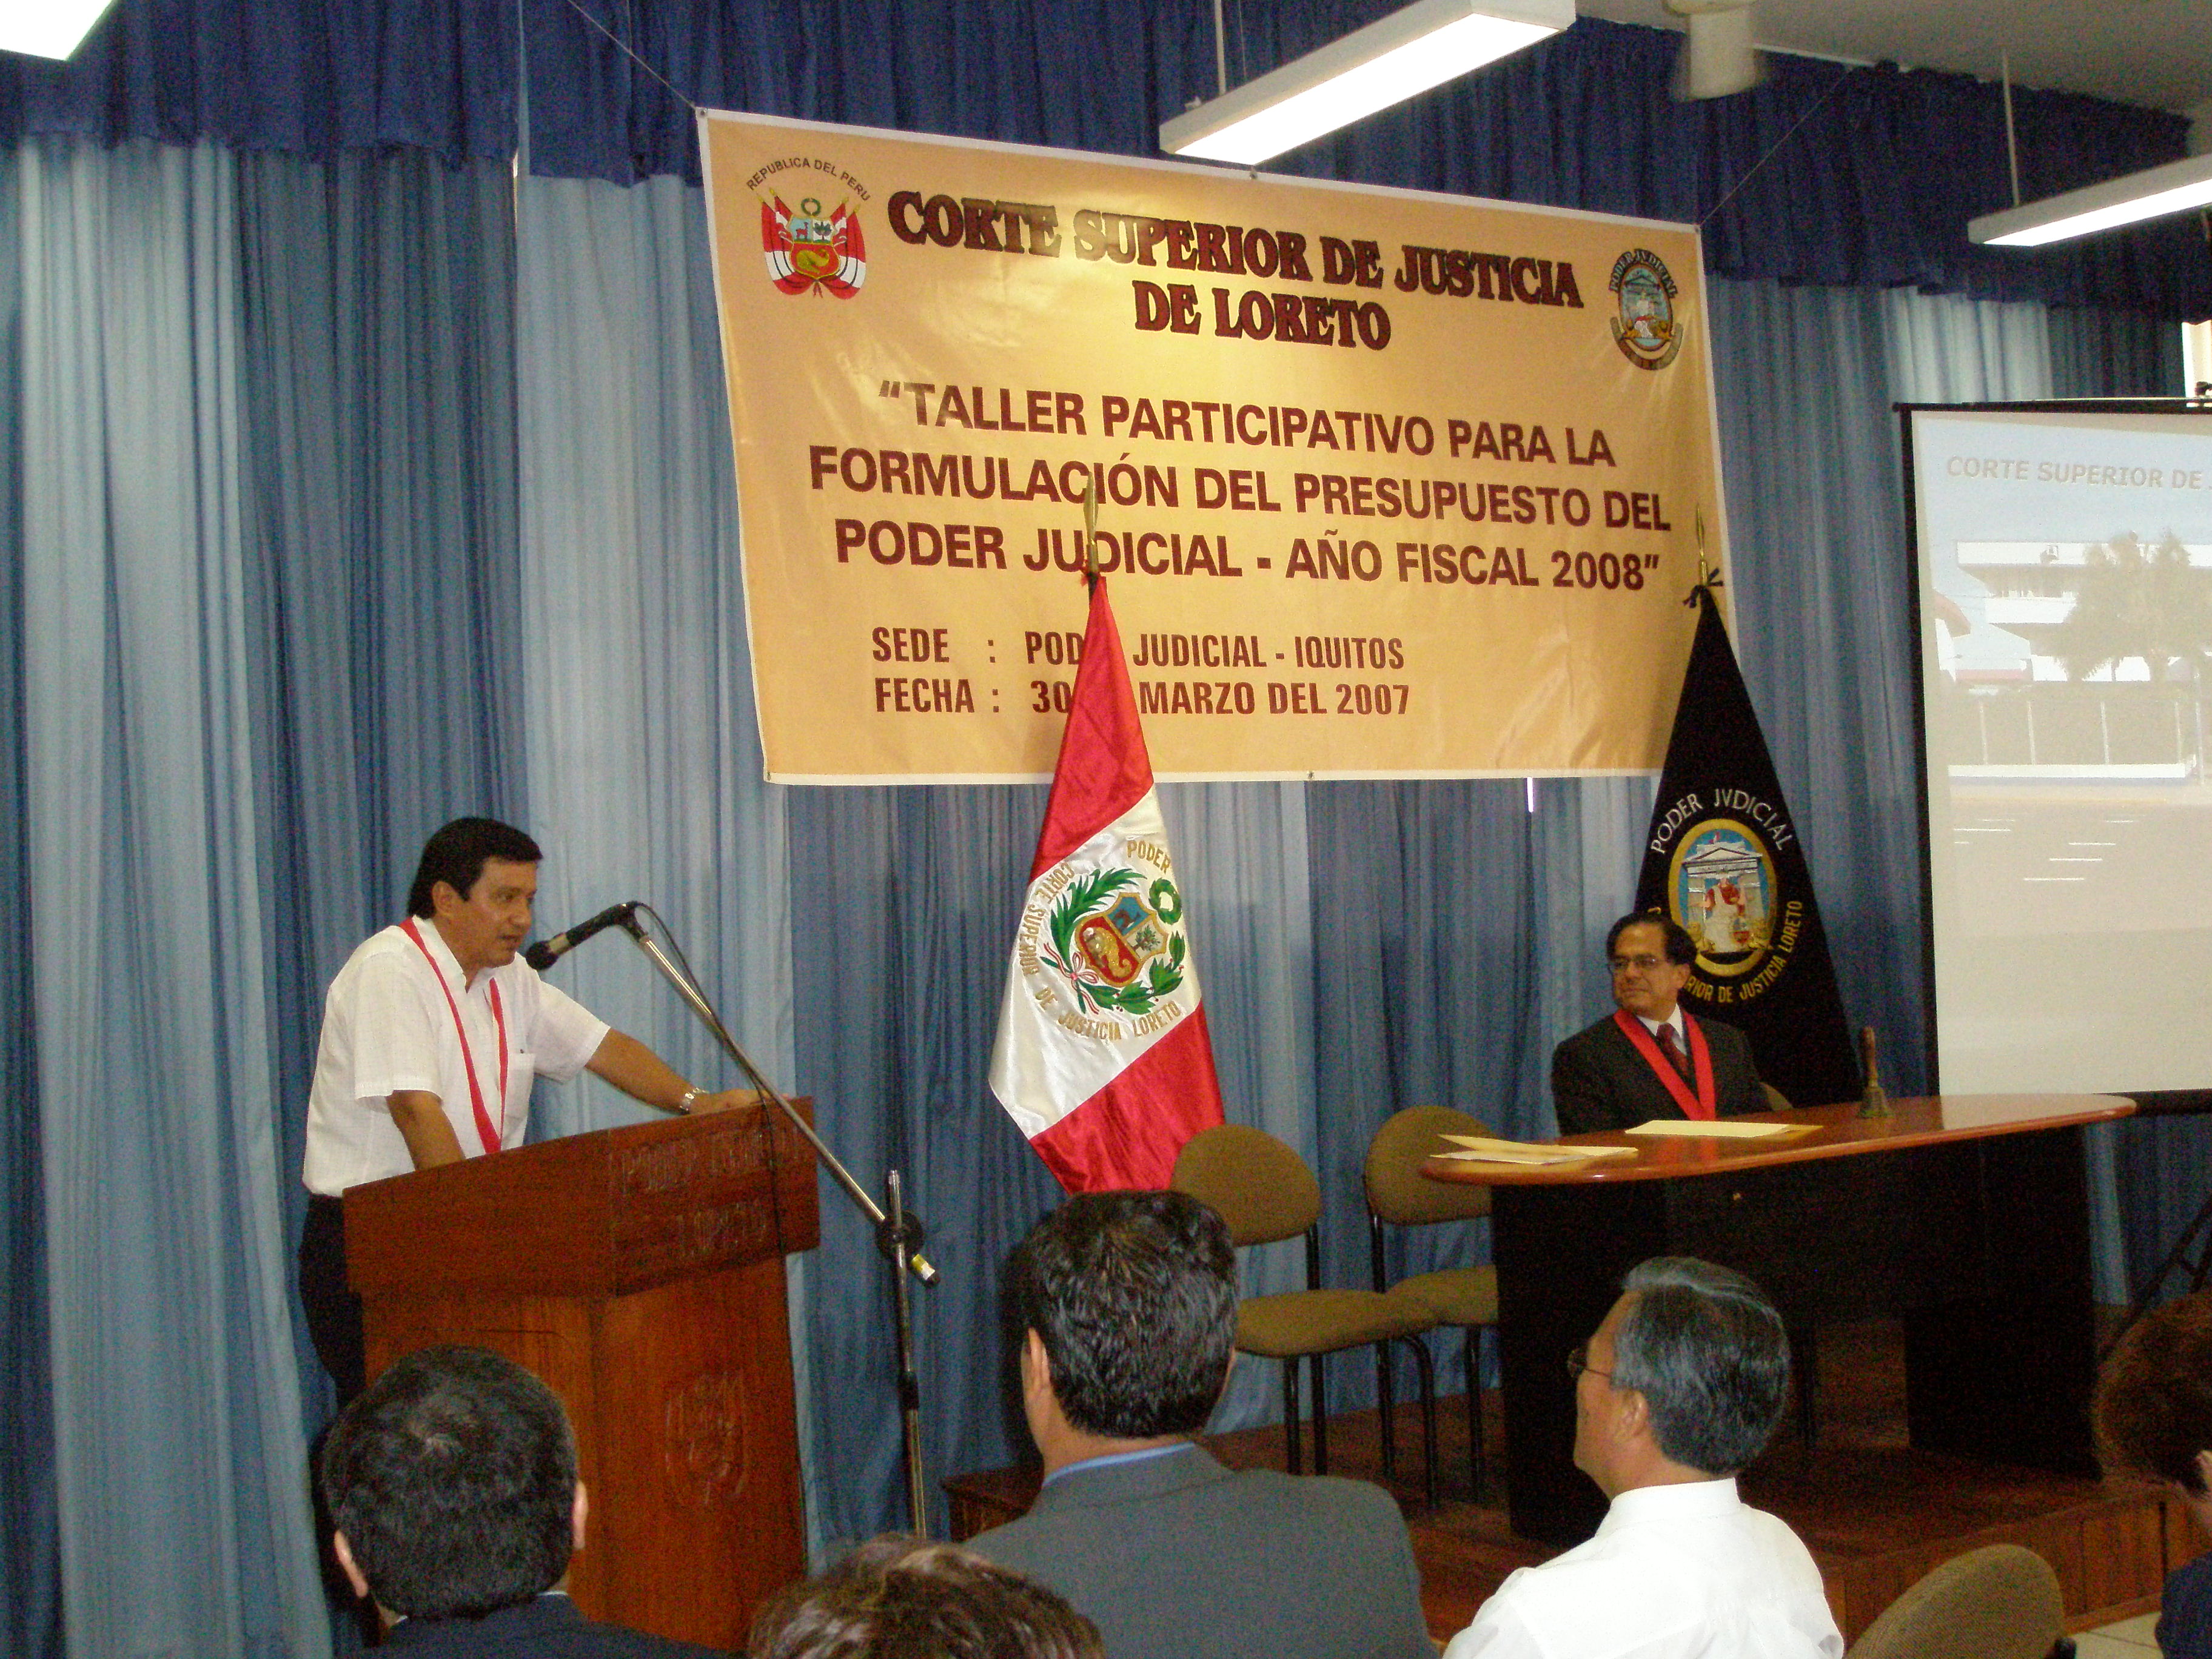 REPUBLICA DEL PERU
CORTE SUPERIOR DE JUSTICIA
DE LORETO
PODER JVDICIAL
"TALLER PARTICIPATIVO PARA LA
FORMULACIÓN DEL PRESUPUESTO DEL
PODER JUDICIAL - AÑO FISCAL 2008"
SEDE : POD JUDICIAL - IQUITOS
FECHA : 30 MARZO DEL 2007
CORTE SUPERIOR DE
PODER
CORTE SUPERIOR DE JUSTICIA LORETO
PODER JVDICIAL
RIOR DE JUSTICIA LORETO